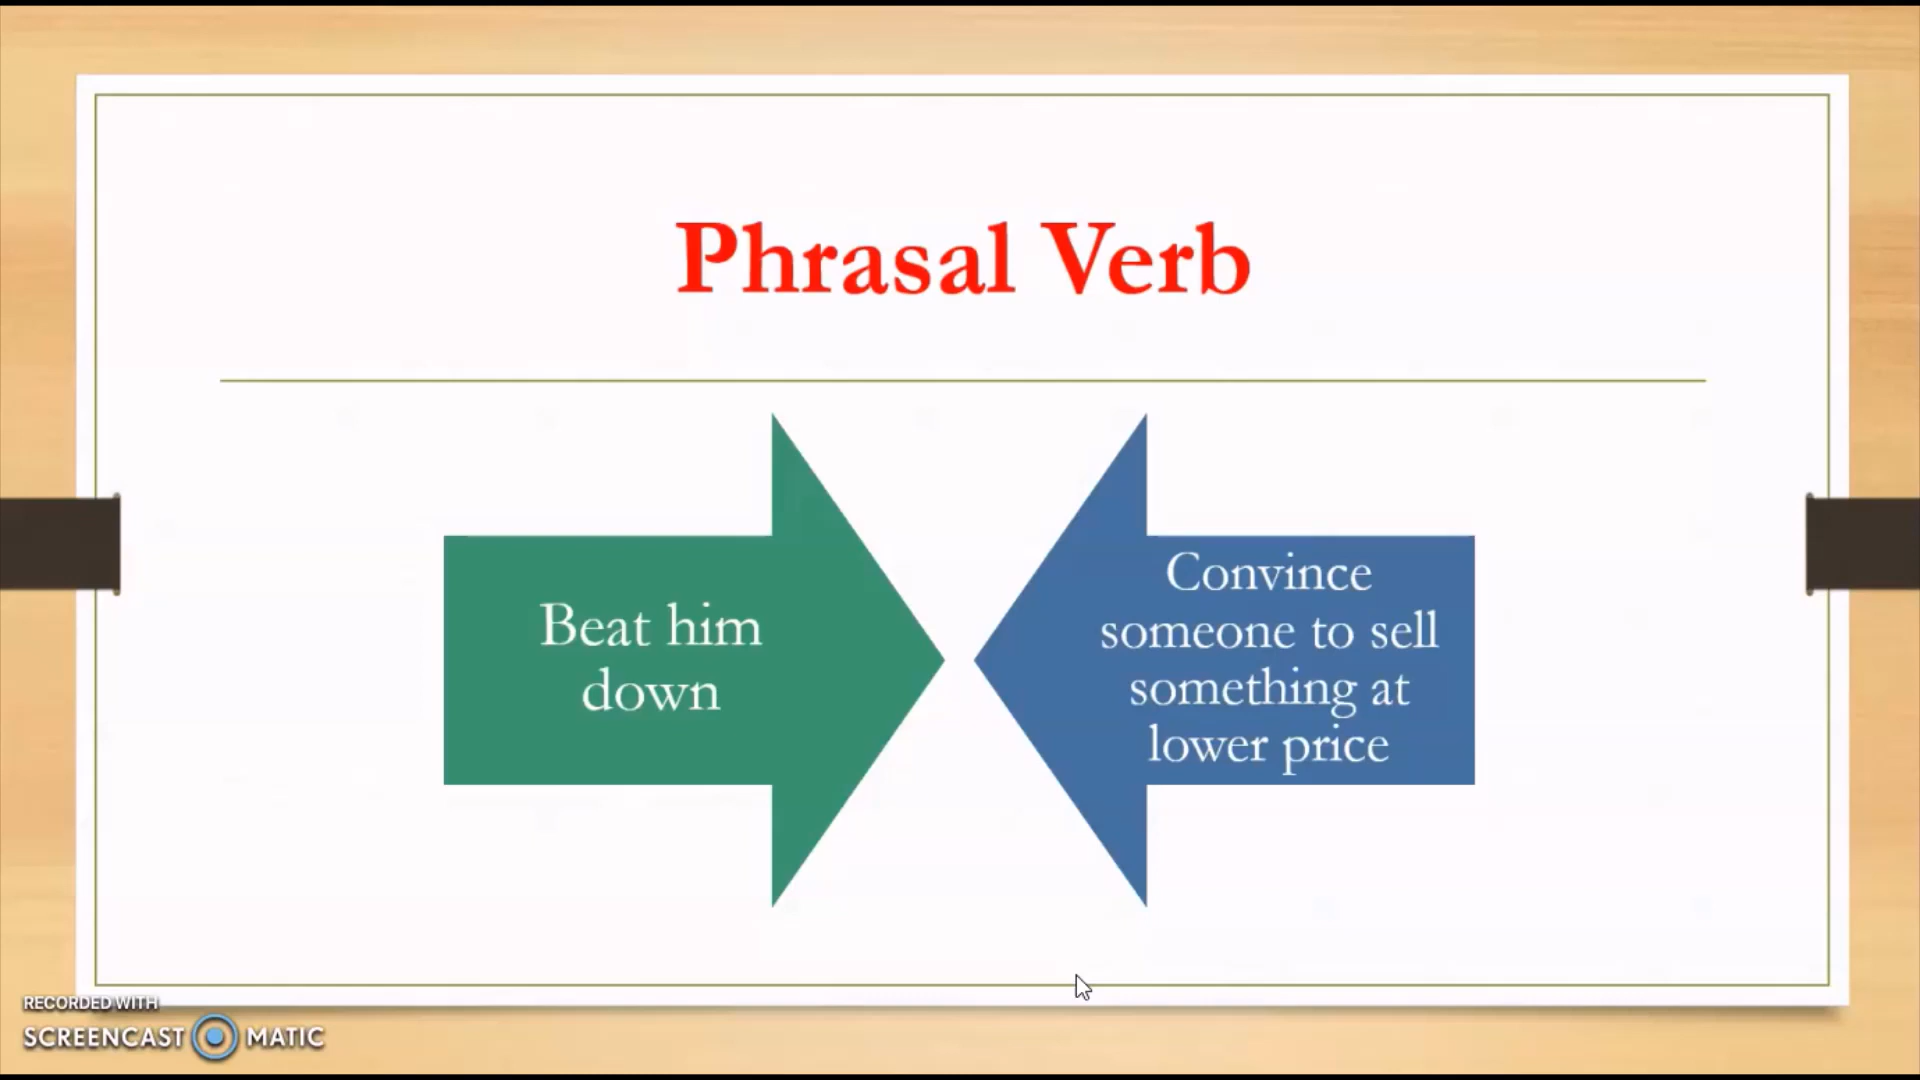 Phrasal Verb
Beat him
down
Convince
someone to sell
something at
lower price
RECORDED WITH
SCREENCAST MATIC